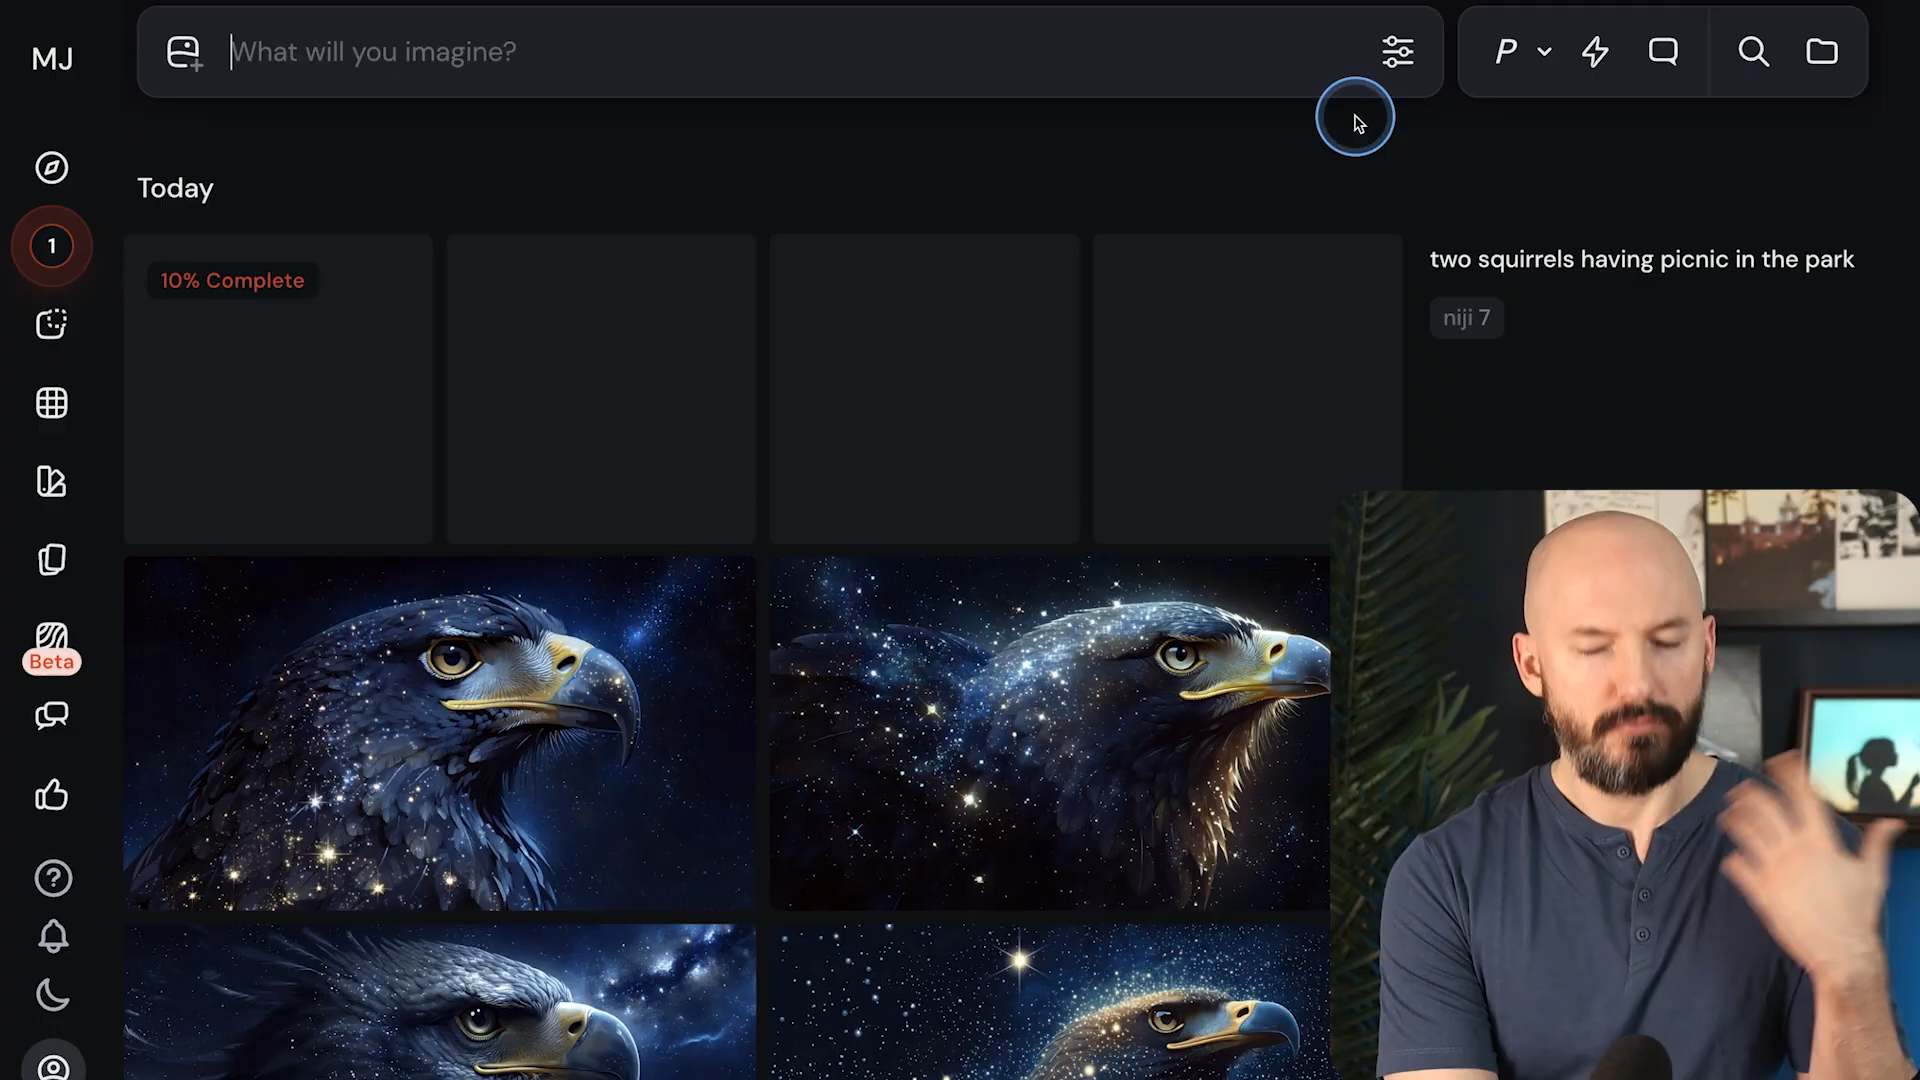 MJ
What will you imagine?
P
Today
1
10% Complete
two squirrels having picnic in the park
niji 7
Beta